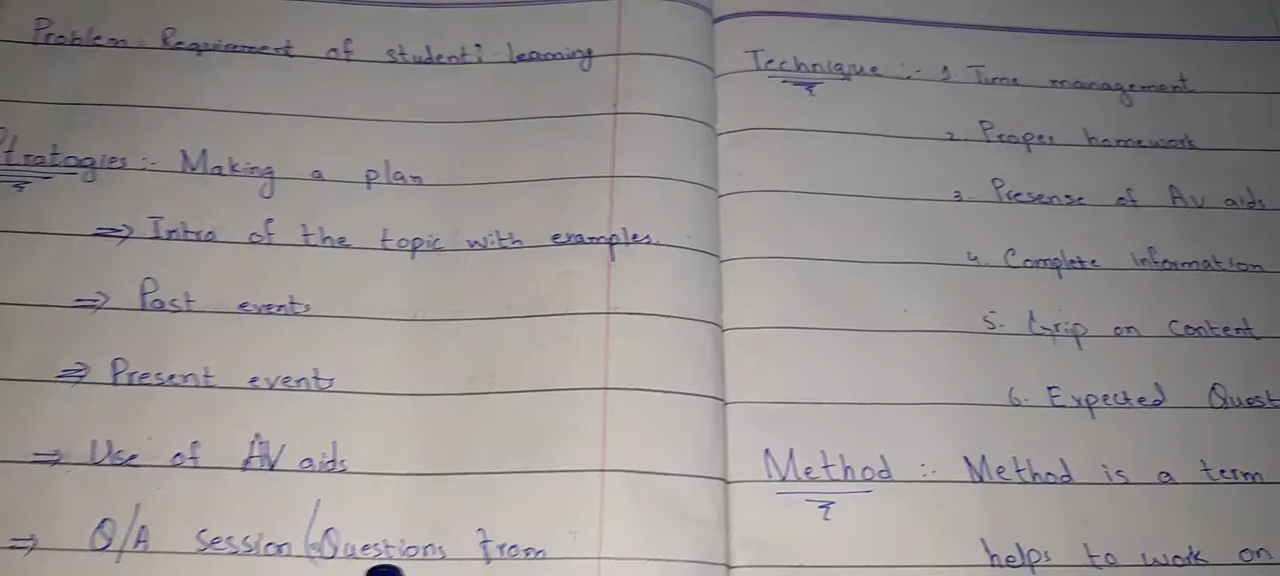 Problem: Requirement of student's learning
Stratagies :- Making a plan
⇒ Intro of the topic with examples.
⇒ Past events
⇒ Present events
⇒ Use of AV aids
⇒ Q/A session/Questions from
Technique :- 1. Time management
2. Proper homework
3. Presense of AV aids
4. Complete information
5. Grip on content
6. Expected Quest
Method :- Method is a term
helps to work on